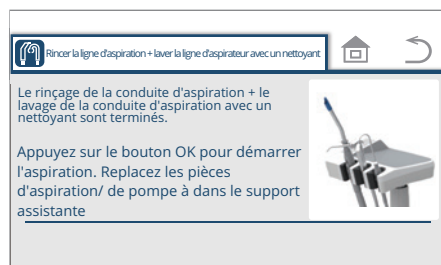 Rincer la ligne d'aspiration + laver la ligne d'aspirateur avec un nettoyant
Le rinçage de la conduite d'aspiration + le
lavage de la conduite d'aspiration avec un
nettoyant sont terminés.
Appuyez sur le bouton OK pour démarrer
l'aspiration. Replacez les pièces
d'aspiration/ de pompe à dans le support
assistante